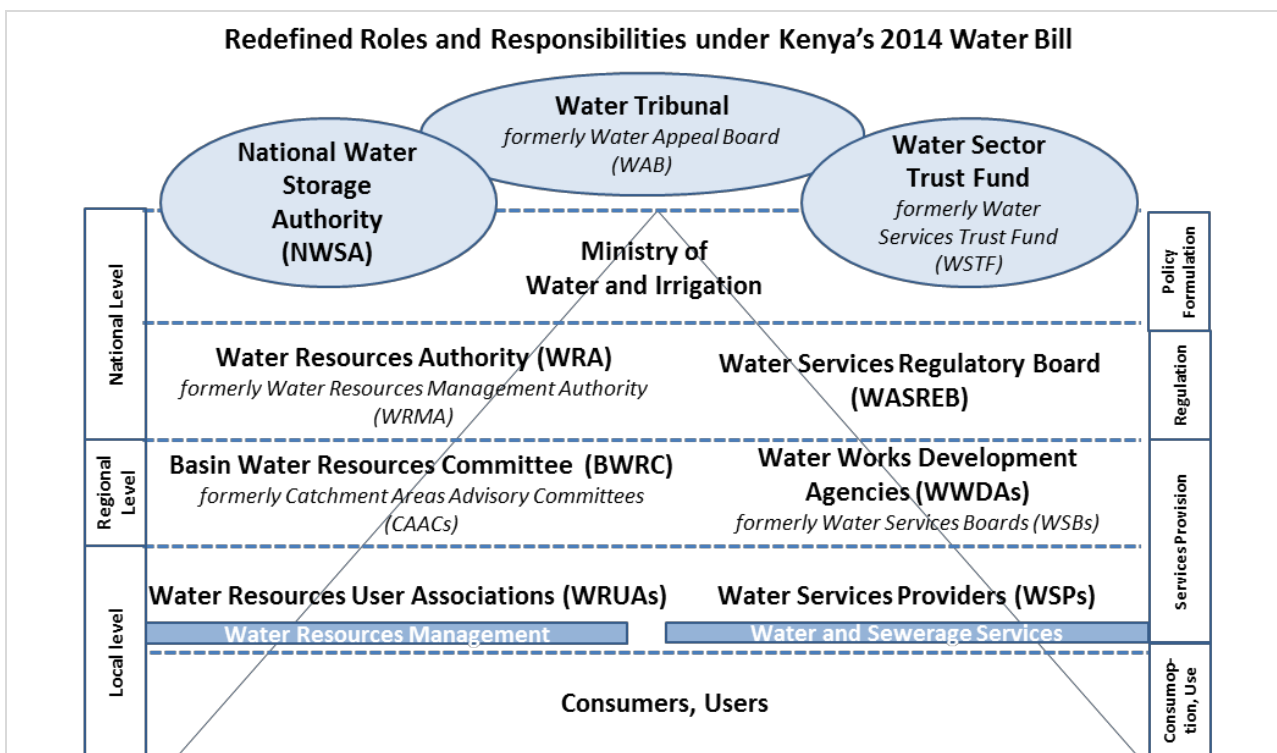 Redefined Roles and Responsibilities under Kenya's 2014 Water Bill
Water Tribunal
formerly Water Appeal Board
(WAB)
National Water
Storage
Authority
(NWSA)
Water Sector
Trust Fund
formerly Water
Services Trust Fund
(WSTF)
National Level
Ministry of
Water and Irrigation
Policy
Formulation
Water Resources Authority (WRA)
formerly Water Resources Management Authority
(WRMA)
Water Services Regulatory Board
(WASREB)
Regulation
Regional
Level
Basin Water Resources Committee (BWRC)
formerly Catchment Areas Advisory Committees
(CAACs)
Water Works Development
Agencies (WWDAs)
formerly Water Services Boards (WSBs)
Services Provision
Local level
Water Resources User Associations (WRUAs)
Water Services Providers (WSPs)
Water Resources Management
Water and Sewerage Services
Consumers, Users
Consumop-
tion, Use